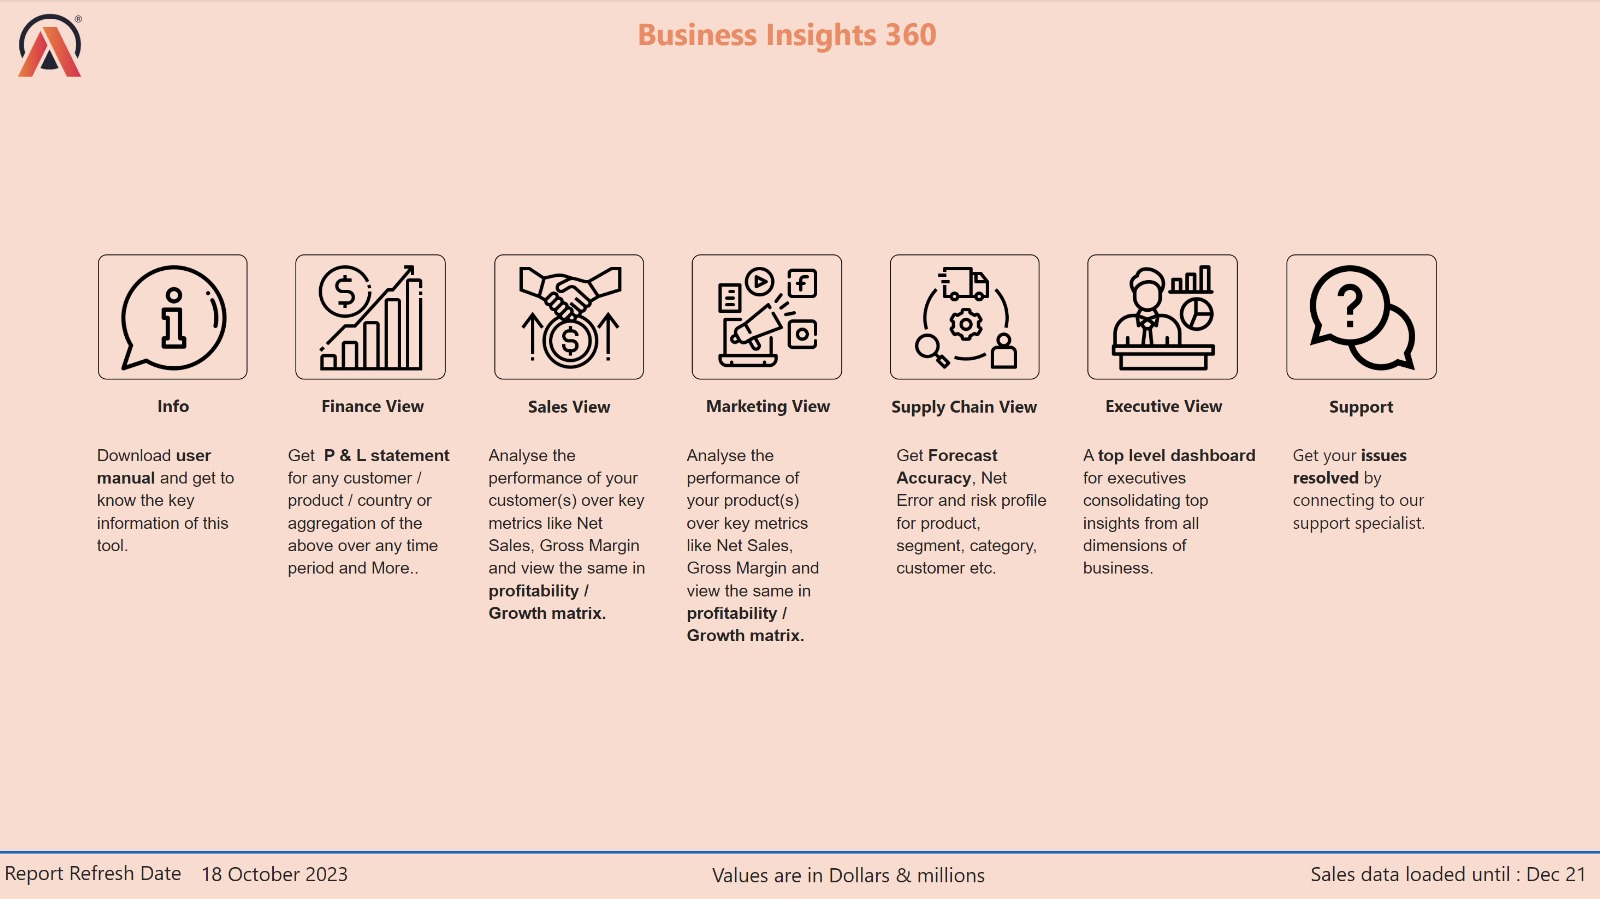 ®
Business Insights 360
Info
Download user
manual and get to
know the key
information of this
tool.
Finance View
Get  P & L statement
for any customer /
product / country or
aggregation of the
above over any time
period and More..
Sales View
Analyse the
performance of your
customer(s) over key
metrics like Net
Sales, Gross Margin
and view the same in
profitability /
Growth matrix.
Marketing View
Analyse the
performance of
your product(s)
over key metrics
like Net Sales,
Gross Margin and
view the same in
profitability /
Growth matrix.
Supply Chain View
Get Forecast
Accuracy, Net
Error and risk profile
for product,
segment, category,
customer etc.
Executive View
A top level dashboard
for executives
consolidating top
insights from all
dimensions of
business.
Support
Get your issues
resolved by
connecting to our
support specialist.
Report Refresh Date 18 October 2023
Values are in Dollars & millions
Sales data loaded until : Dec 21